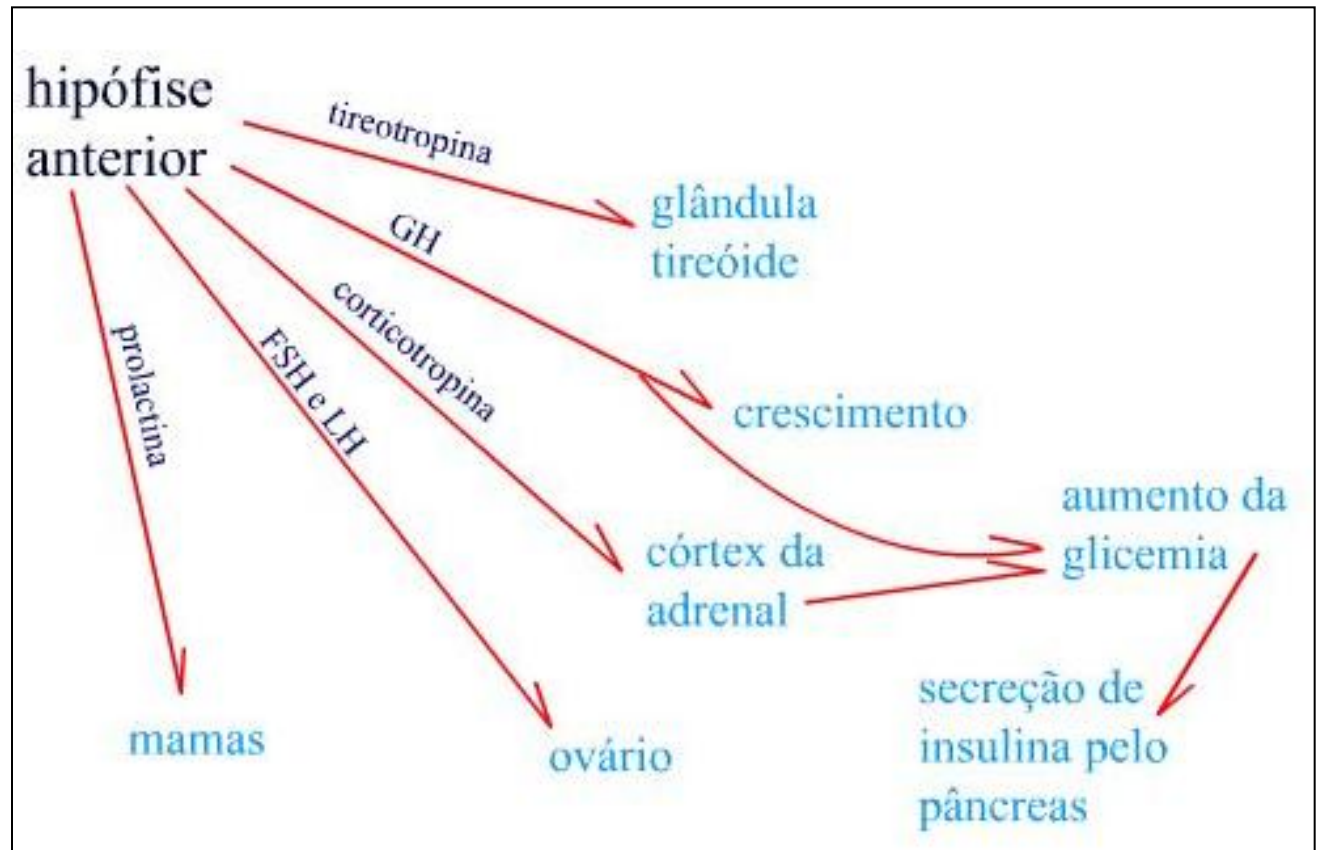 hipófise
anterior
tireotropina
glândula
tireóide
GH
crescimento
corticotropina
FSH e LH
prolactina
córtex da
adrenal
aumento da
glicemia
secreção de
insulina pelo
pâncreas
mamas
ovário